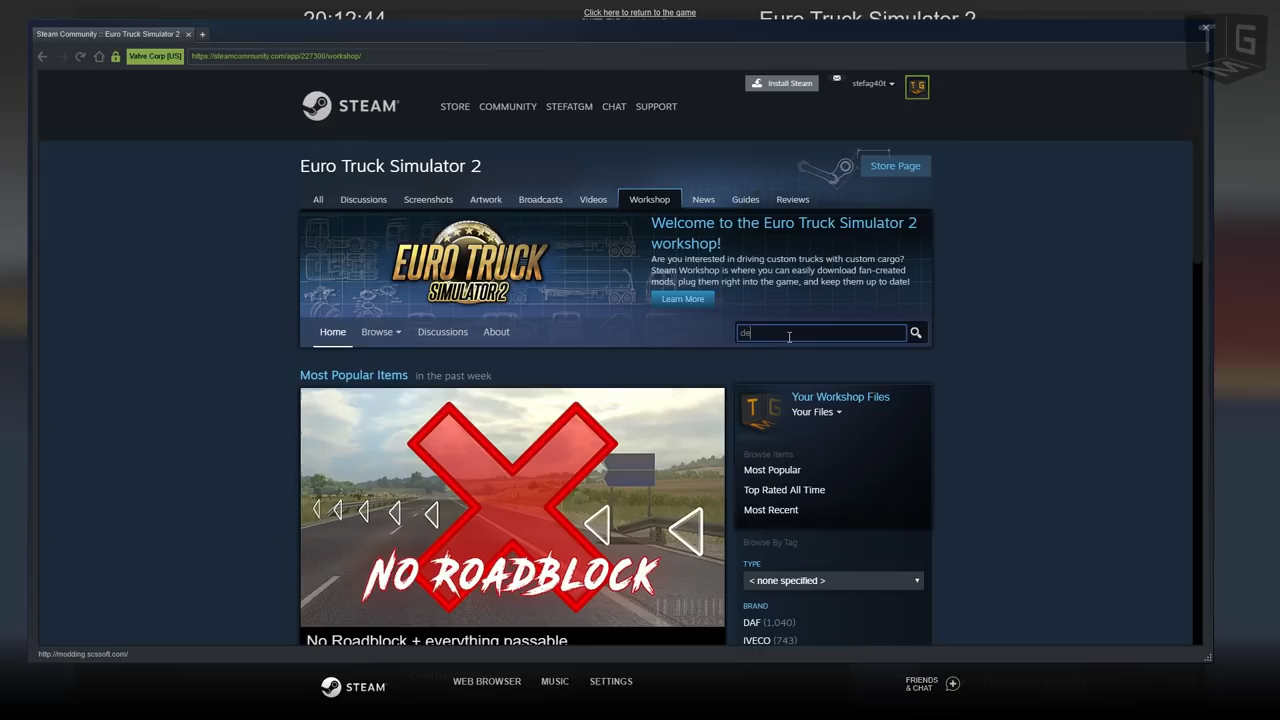 20:12:44
Click here to return to the game
Euro Truck Simulator 2
Steam Community :: Euro Truck Simulator 2 × +
Valve Corp [US] https://steamcommunity.com/app/227300/workshop/
TGM
Install Steam
stefag40t
STEAM®
STORE COMMUNITY STEFATGM CHAT SUPPORT
Euro Truck Simulator 2
Store Page
All Discussions Screenshots Artwork Broadcasts Videos Workshop News Guides Reviews
EURO TRUCK
SIMULATOR 2
Welcome to the Euro Truck Simulator 2
workshop!
Are you interested in driving custom trucks with custom cargo?
Steam Workshop is where you can easily download fan-created
mods, plug them right into the game, and keep them up to date!
Learn More
Home Browse Discussions About
de
Most Popular Items in the past week
NO ROADBLOCK
No Roadblock + everything passable
TGM
Your Workshop Files
Your Files
Browse Items
Most Popular
Top Rated All Time
Most Recent
Browse By Tag
TYPE
< none specified >
BRAND
DAF (1,040)
IVECO (743)
http://modding.scssoft.com/
STEAM®
WEB BROWSER MUSIC SETTINGS
FRIENDS
& CHAT